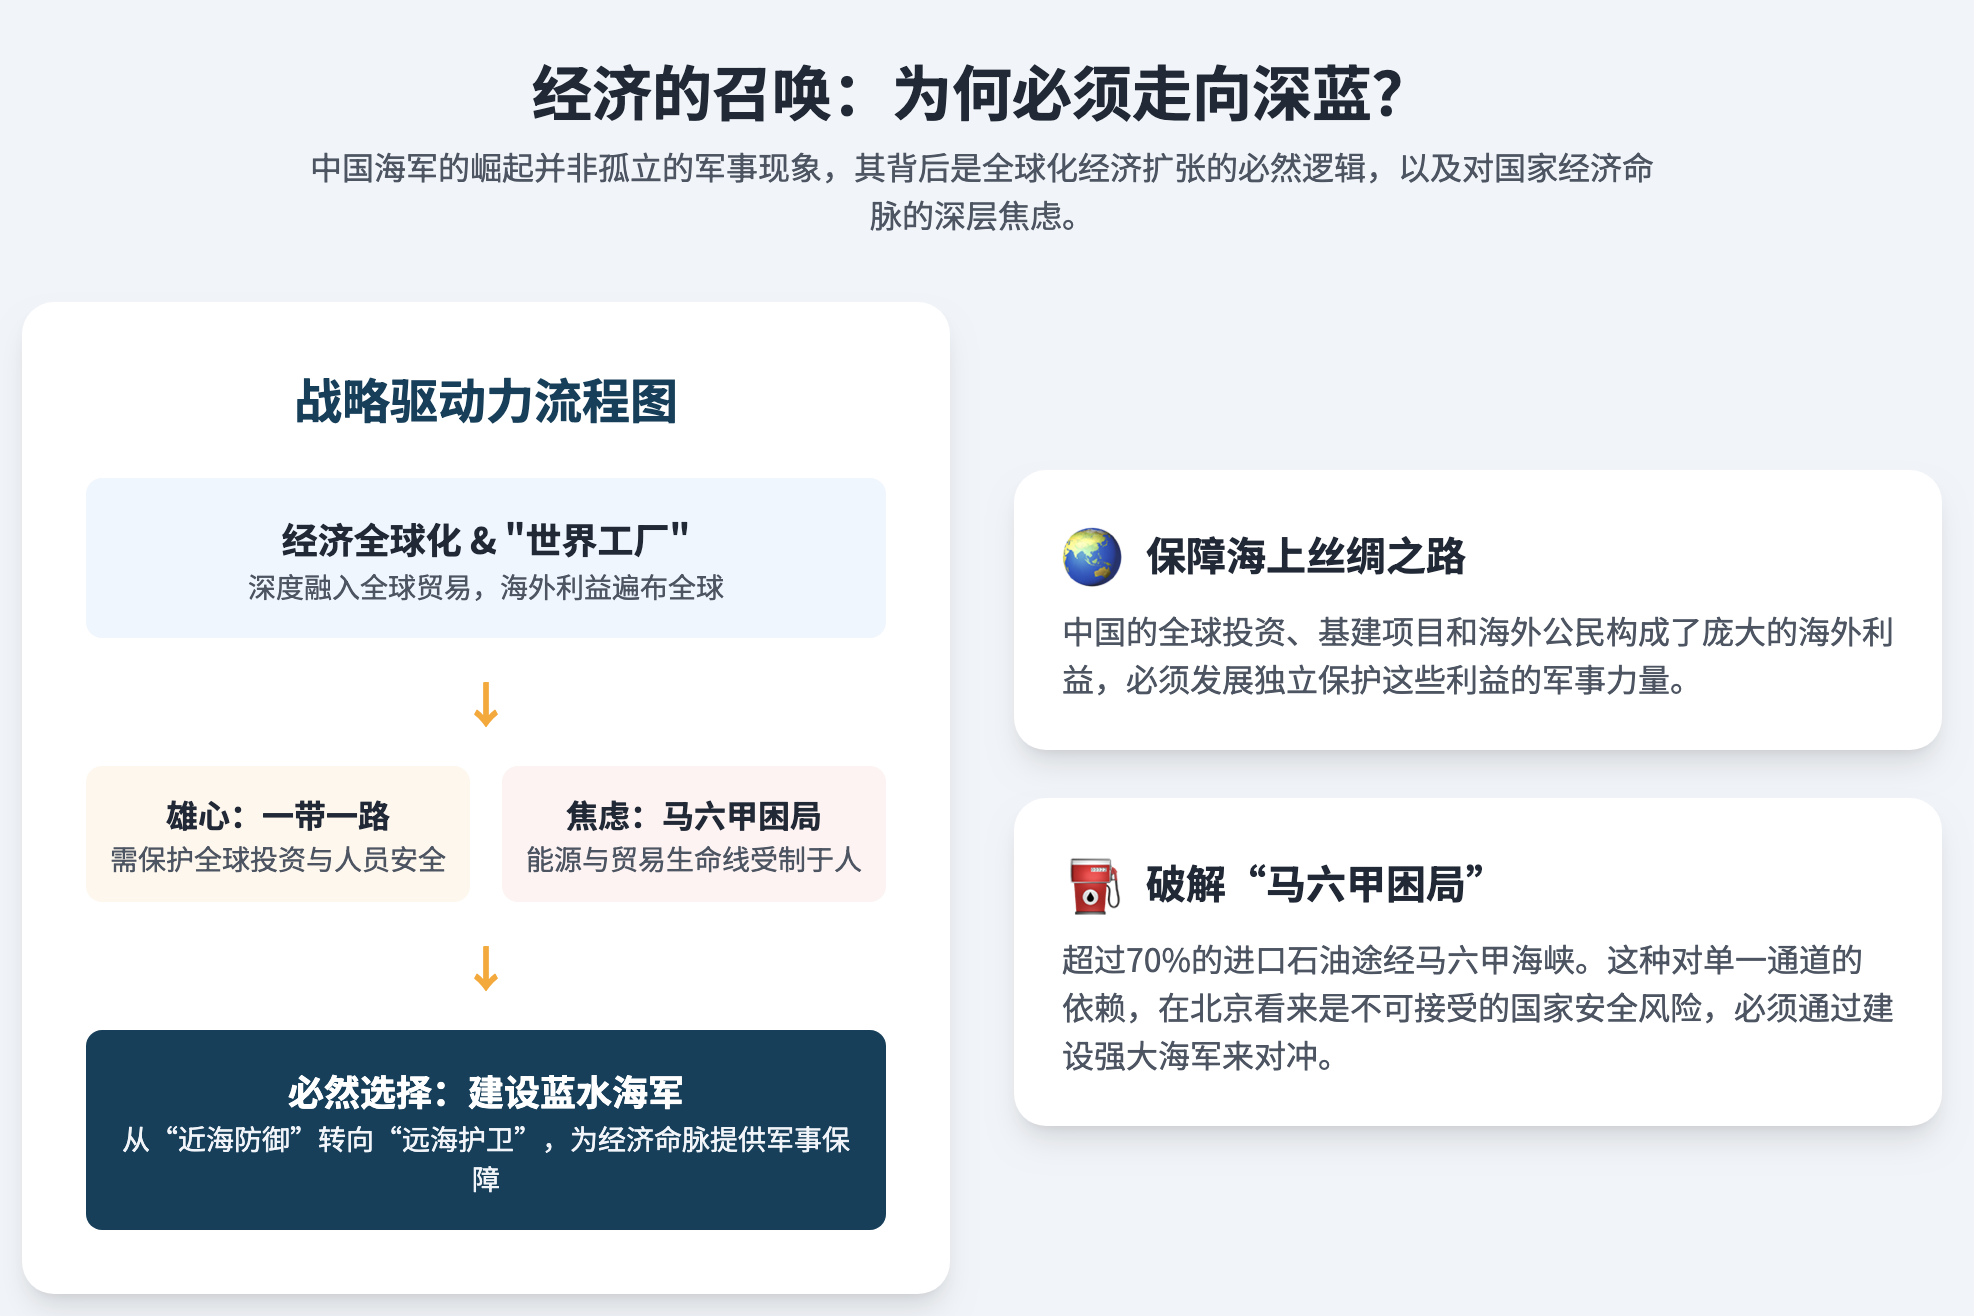 经济的召唤：为何必须走向深蓝？
中国海军的崛起并非孤立的军事现象，其背后是全球化经济扩张的必然逻辑，以及对国家经济命
脉的深层焦虑。
战略驱动力流程图
经济全球化 & "世界工厂"
深度融入全球贸易，海外利益遍布全球
↓
雄心：一带一路
需保护全球投资与人员安全
焦虑：马六甲困局
能源与贸易生命线受制于人
↓
必然选择：建设蓝水海军
从“近海防御”转向“远海护卫”，为经济命脉提供军事保
障
保障海上丝绸之路
中国的全球投资、基建项目和海外公民构成了庞大的海外利
益，必须发展独立保护这些利益的军事力量。
破解“马六甲困局”
超过70%的进口石油途经马六甲海峡。这种对单一通道的
依赖，在北京看来是不可接受的国家安全风险，必须通过建
设强大海军来对冲。